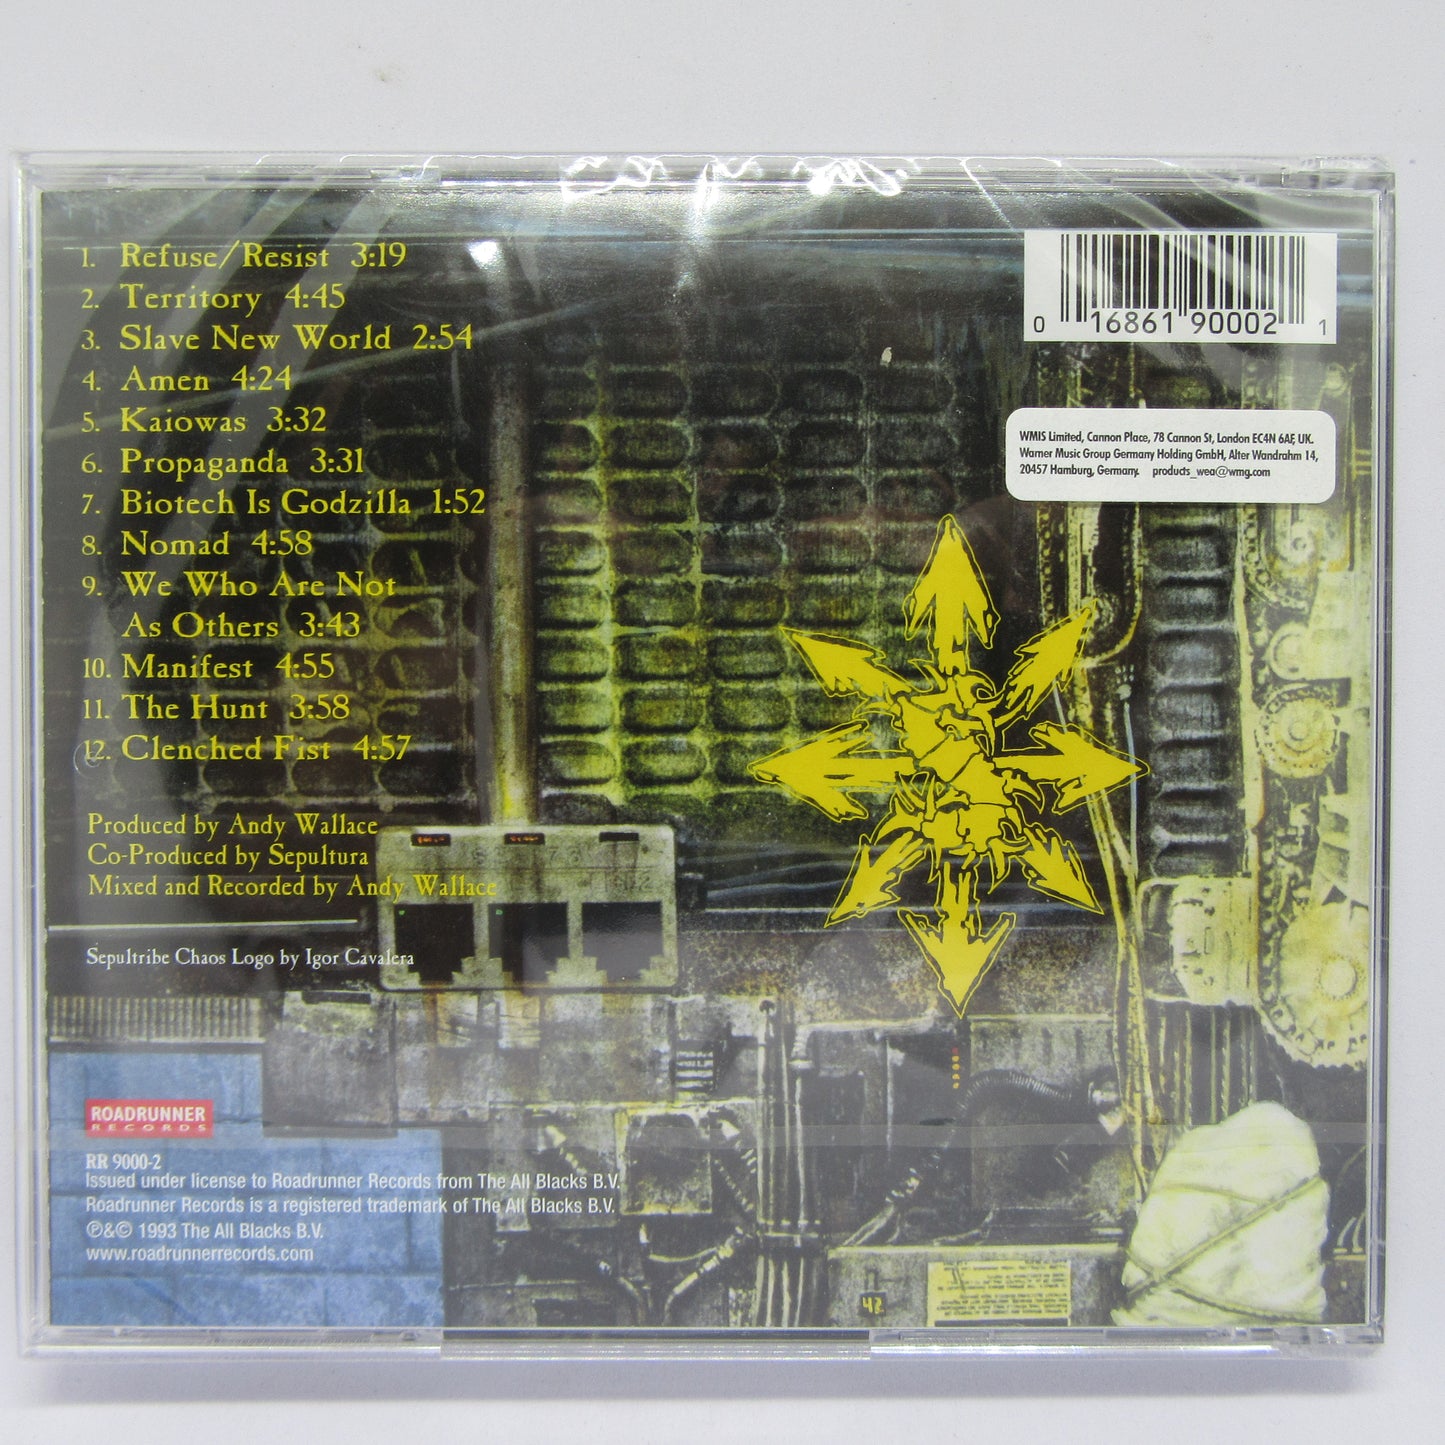 1. Refuse/Resist 3:19
2. Territory 4:45
3. Slave New World 2:54
4. Amen 4:24
5. Kaiowas 3:32
6. Propaganda 3:31
7. Biotech Is Godzilla 1:52
8. Nomad 4:58
9. We Who Are Not
As Others 3:43
10. Manifest 4:55
11. The Hunt 3:58
12. Clenched Fist 4:57
Produced by Andy Wallace
Co-Produced by Sepultura
Mixed and Recorded by Andy Wallace
Sepultribe Chaos Logo by Igor Cavalera
0 16861 90002 1
WMIS Limited, Cannon Place, 78 Cannon St, London EC4N 6AF, UK.
Warner Music Group Germany Holding GmbH, Alter Wandrahm 14,
20457 Hamburg, Germany. products_wea@wmg.com
ROADRUNNER
RECORDS
RR 9000-2
Issued under license to Roadrunner Records from The All Blacks B.V.
Roadrunner Records is a registered trademark of The All Blacks B.V.
℗&© 1993 The All Blacks B.V.
www.roadrunnerrecords.com
42